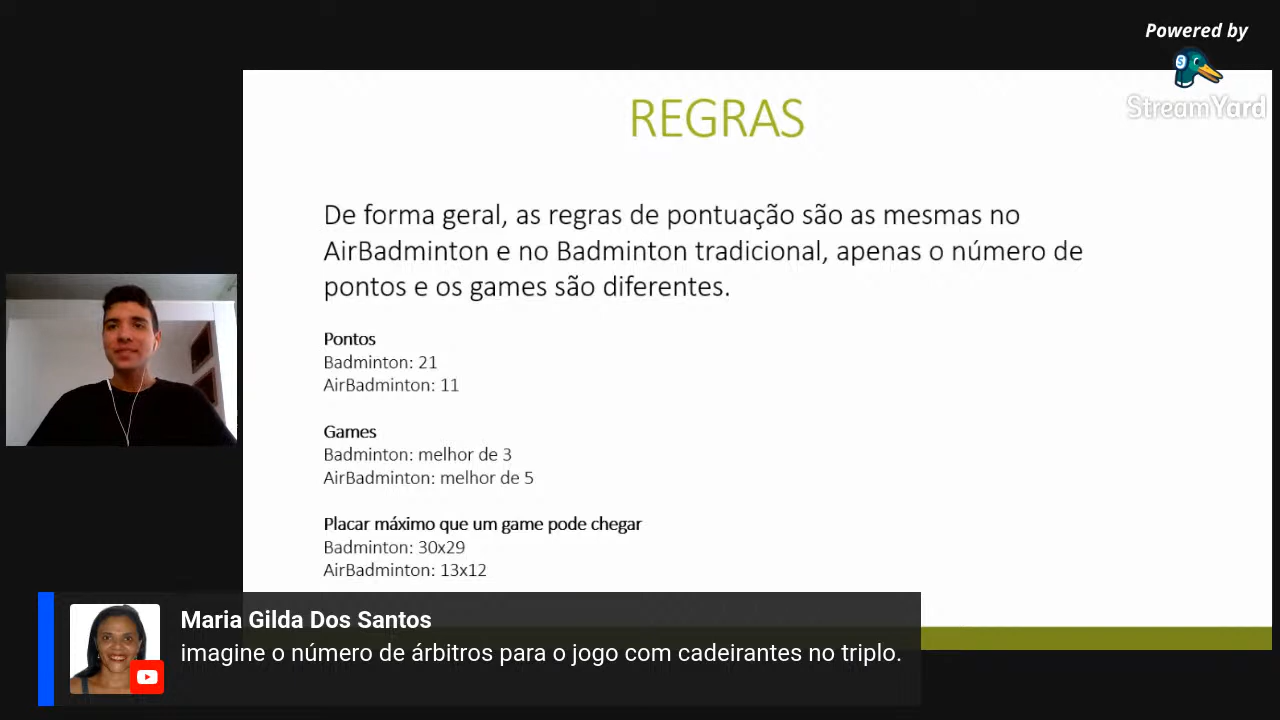 Powered by
StreamYard
REGRAS
De forma geral, as regras de pontuação são as mesmas no
AirBadminton e no Badminton tradicional, apenas o número de
pontos e os games são diferentes.
Pontos
Badminton: 21
AirBadminton: 11
Games
Badminton: melhor de 3
AirBadminton: melhor de 5
Placar máximo que um game pode chegar
Badminton: 30x29
AirBadminton: 13x12
Maria Gilda Dos Santos
imagine o número de árbitros para o jogo com cadeirantes no triplo.